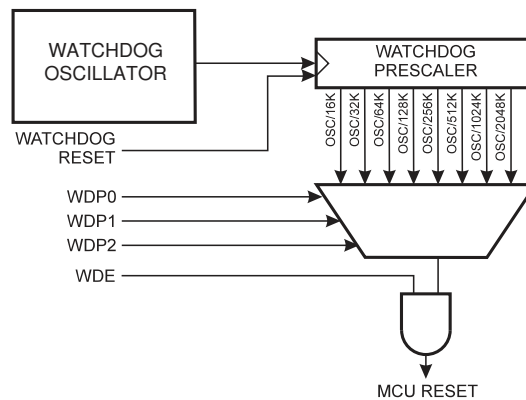 WATCHDOG
OSCILLATOR
WATCHDOG
PRESCALER
WATCHDOG
RESET
OSC/16K
OSC/32K
OSC/64K
OSC/128K
OSC/256K
OSC/512K
OSC/1024K
OSC/2048K
WDP0
WDP1
WDP2
WDE
MCU RESET